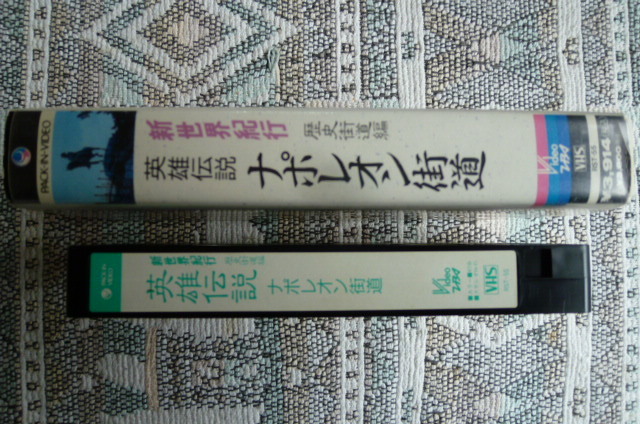 PACK-IN-VIDEO
新世界紀行 歴史街道編
英雄伝説
ナポレオン街道
Video
VHS
¥3,914
新世界紀行 歴史街道編
英雄伝説 ナポレオン街道
Video
VHS